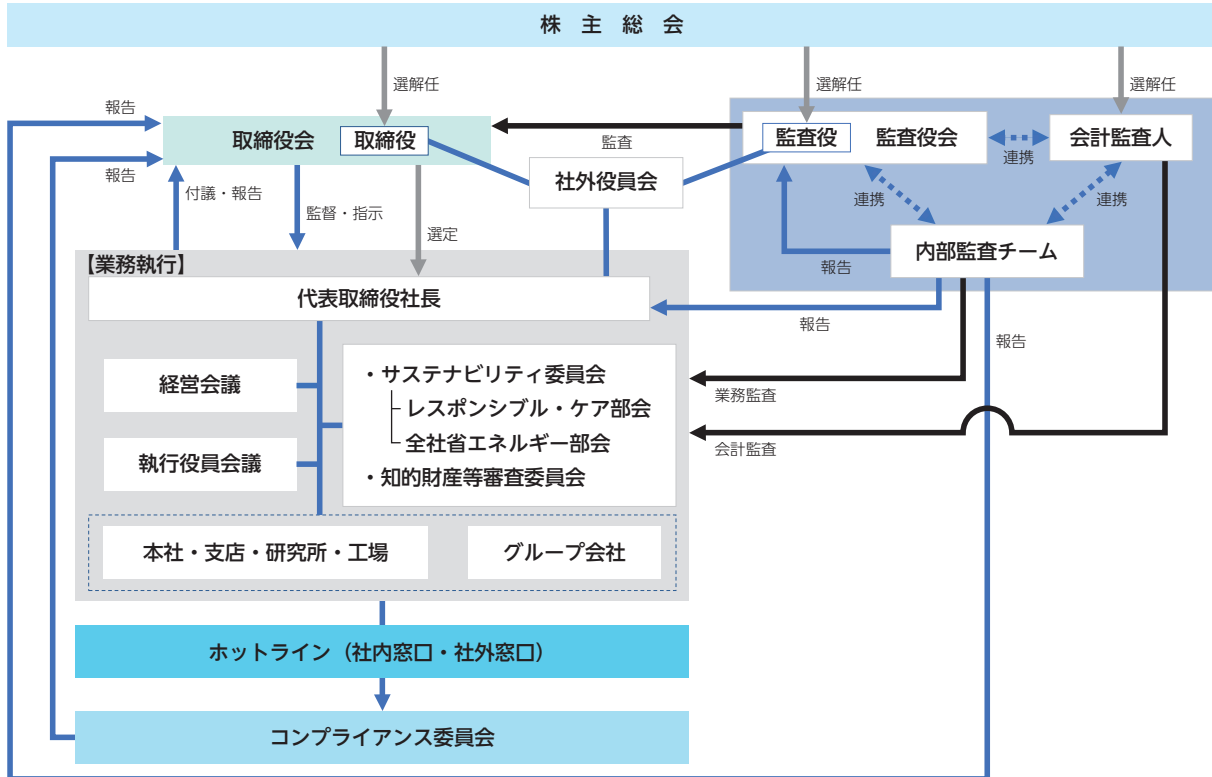 株 主 総 会
選解任
選解任
選解任
報告
取締役会
取締役
監査
監査役
監査役会
連携
会計監査人
報告
社外役員会
付議・報告
監督・指示
選定
連携
連携
内部監査チーム
報告
【業務執行】
代表取締役社長
報告
報告
経営会議
・サステナビリティ委員会
レスポンシブル・ケア部会
全社省エネルギー部会
・知的財産等審査委員会
業務監査
執行役員会議
会計監査
本社・支店・研究所・工場
グループ会社
ホットライン（社内窓口・社外窓口）
コンプライアンス委員会